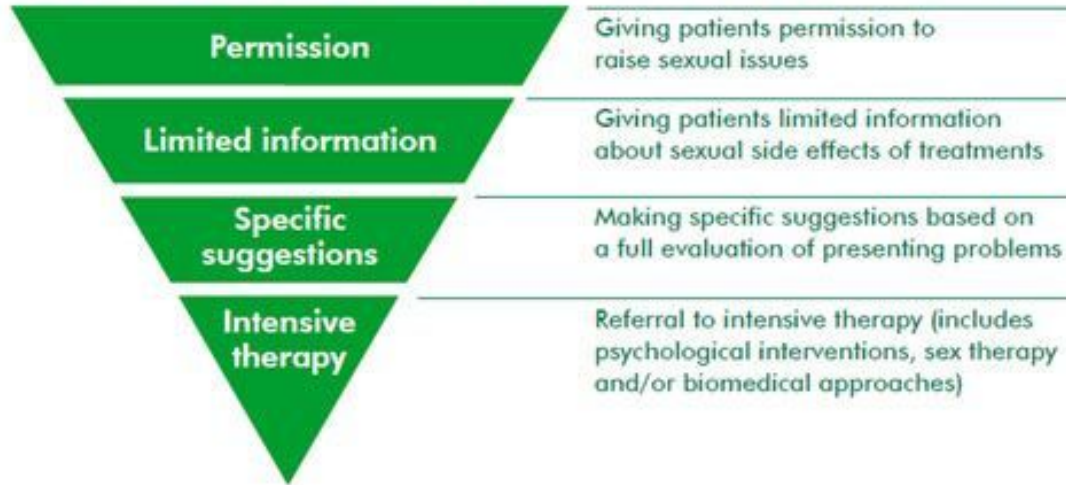 Permission
Giving patients permission to
raise sexual issues
Limited information
Giving patients limited information
about sexual side effects of treatments
Specific
suggestions
Making specific suggestions based on
a full evaluation of presenting problems
Intensive
therapy
Referral to intensive therapy (includes
psychological interventions, sex therapy
and/or biomedical approaches)